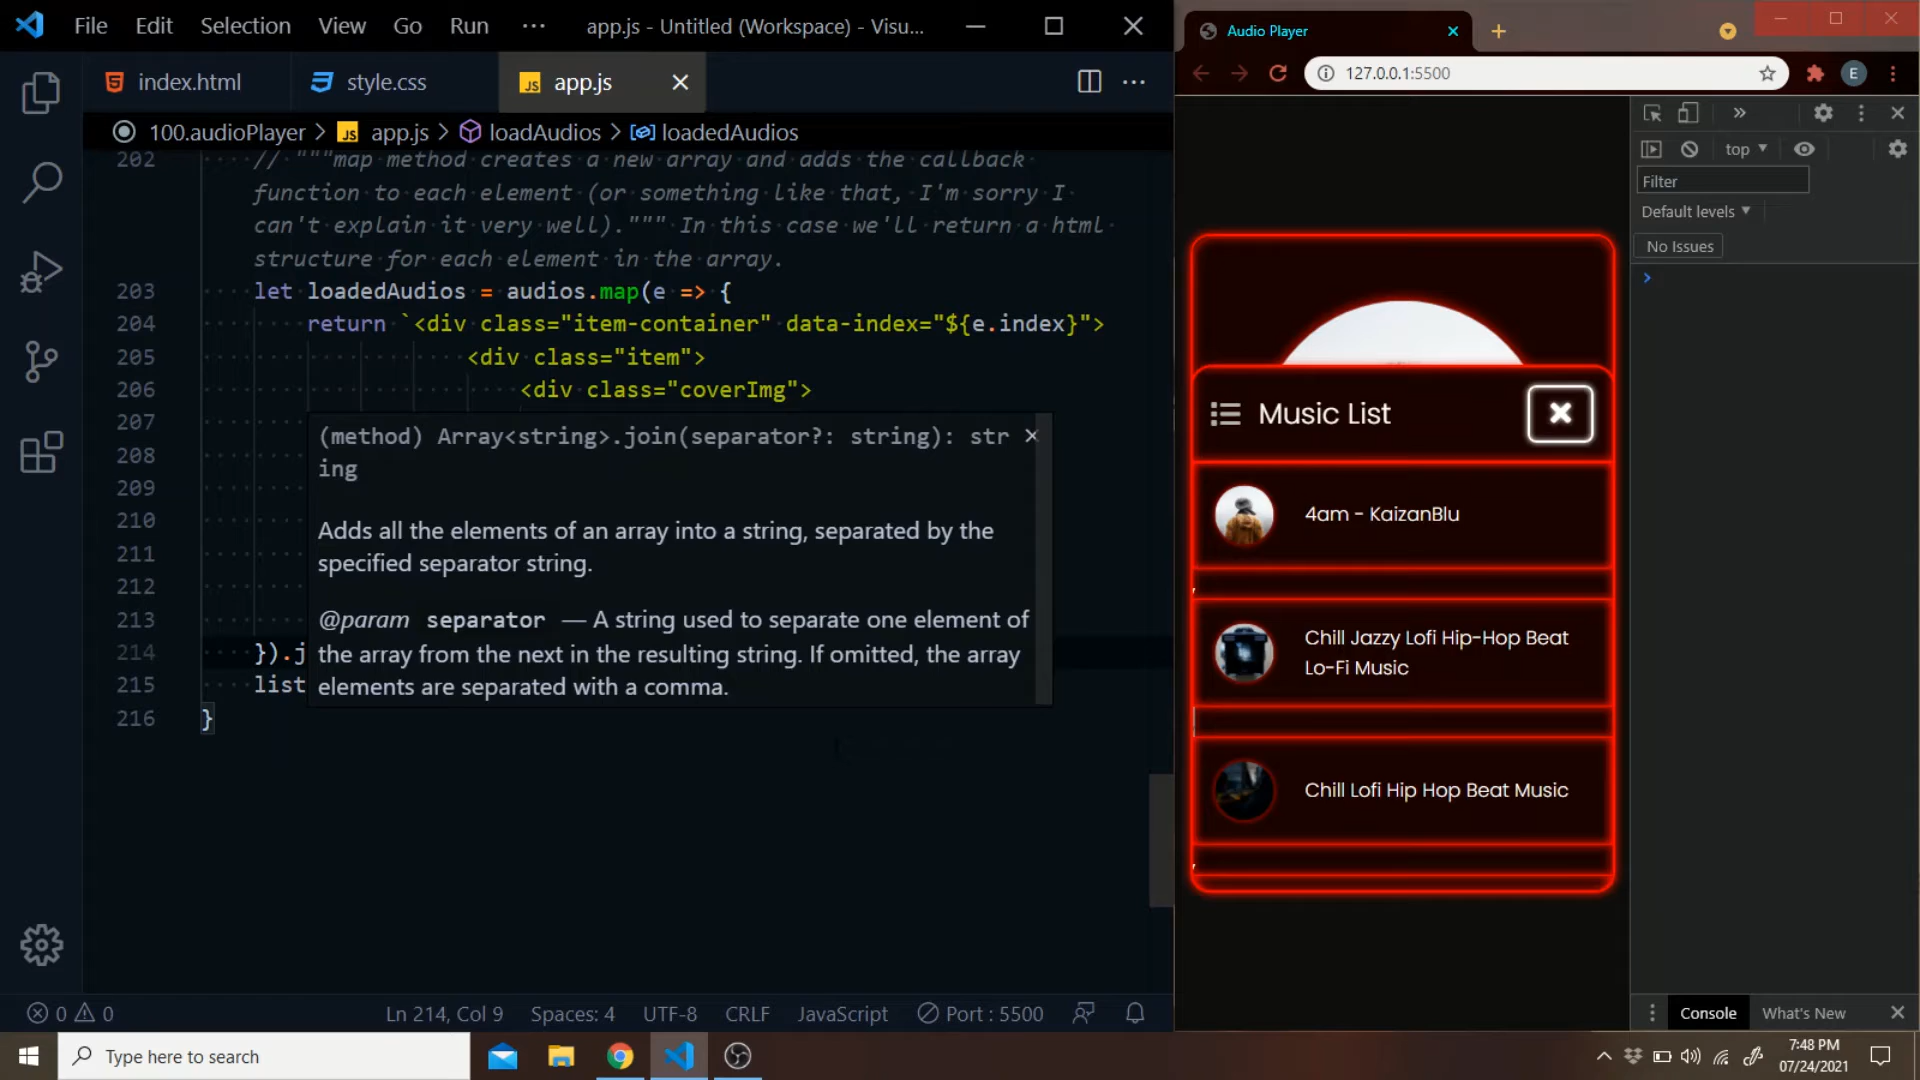 File Edit Selection View Go Run ··· app.js - Untitled (Workspace) - Visu...
index.html style.css JS app.js
100.audioPlayer > JS app.js > loadAudios > loadedAudios
202 // """map method creates a new array and adds the callback
function to each element (or something like that, I'm sorry I
can't explain it very well).""" In this case we'll return a html
structure for each element in the array.
203 let loadedAudios = audios.map(e => {
204 return `<div class="item-container" data-index="${e.index}">
205 <div class="item">
206 <div class="coverImg">
207
208
209
210
211
212
213
214 }).j
215 list
216 }
(method) Array<string>.join(separator?: string): str
ing
Adds all the elements of an array into a string, separated by the
specified separator string.
@param separator — A string used to separate one element of
the array from the next in the resulting string. If omitted, the array
elements are separated with a comma.
0 0 Ln 214, Col 9 Spaces: 4 UTF-8 CRLF JavaScript Port : 5500
Audio Player
127.0.0.1:5500 E
top
Filter
Default levels
No Issues
Music List
4am - KaizanBlu
,
Chill Jazzy Lofi Hip-Hop Beat
Lo-Fi Music
Chill Lofi Hip Hop Beat Music
,
Console What's New
Type here to search
7:48 PM
07/24/2021